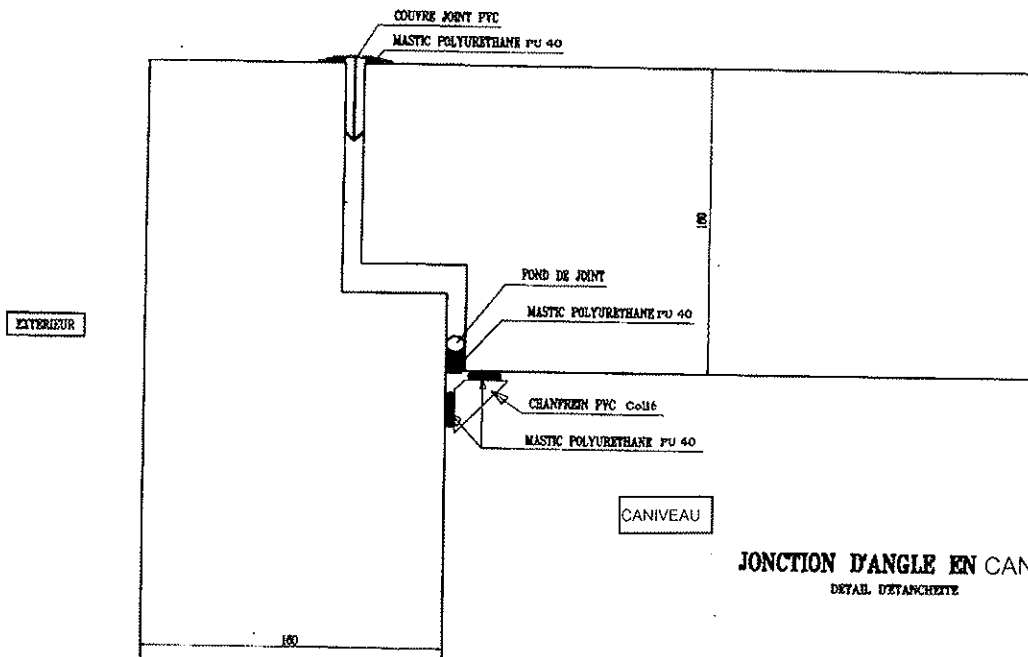 COUVRE JOINT PVC
MASTIC POLYURETHANE PU 40
160
FOND DE JOINT
MASTIC POLYURETHANE PU 40
EXTERIEUR
CHANFREIN PVC Collé
MASTIC POLYURETHANE PU 40
CANIVEAU
JONCTION D'ANGLE EN CAN
DETAIL D'ETANCHEITE
160